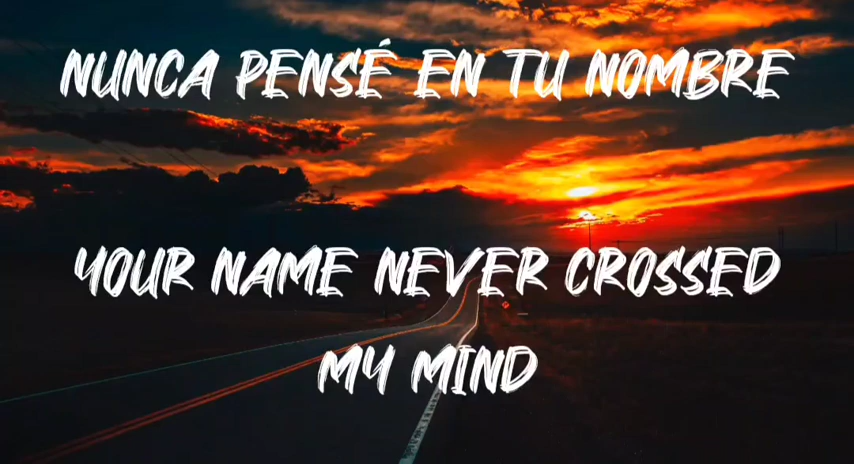 NUNCA PENSÉ EN TU NOMBRE
YOUR NAME NEVER CROSSED
MY MIND